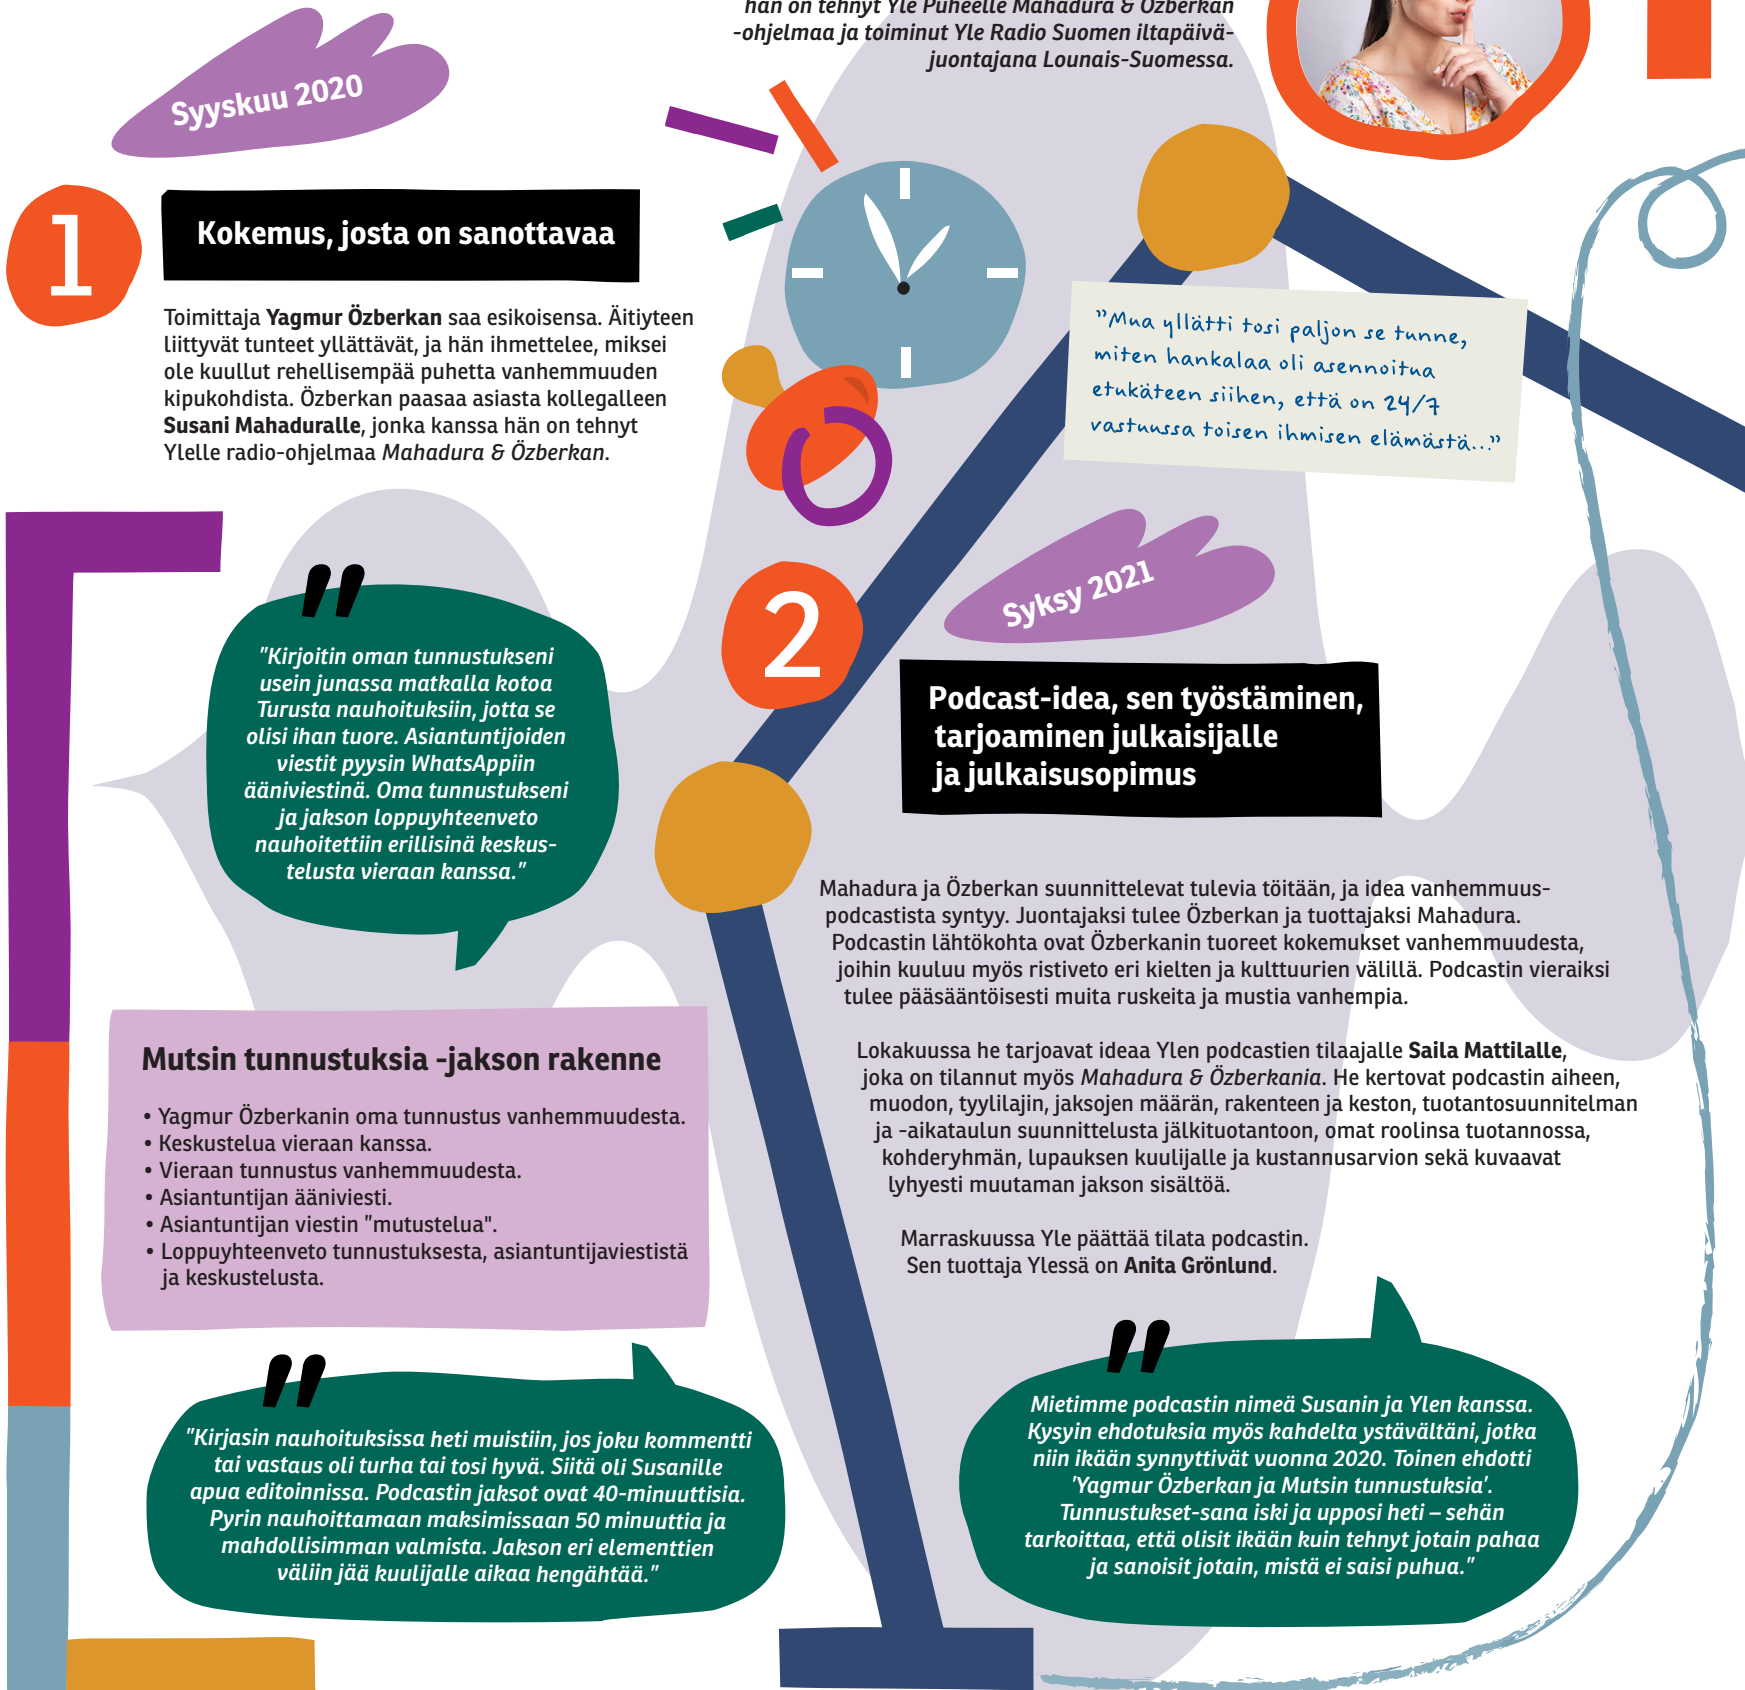 hän on tehnyt Yle Puheelle Mahadura & Özberkan
-ohjelmaa ja toiminut Yle Radio Suomen iltapäivä-
juontajana Lounais-Suomessa.
Syyskuu 2020
1
Kokemus, josta on sanottavaa
Toimittaja Yagmur Özberkan saa esikoisensa. Äitiyteen
liittyvät tunteet yllättävät, ja hän ihmettelee, miksei
ole kuullut rehellisempää puhetta vanhemmuuden
kipukohdista. Özberkan paasaa asiasta kollegalleen
Susani Mahaduralle, jonka kanssa hän on tehnyt
Ylelle radio-ohjelmaa Mahadura & Özberkan.
"Mua yllätti tosi paljon se tunne,
miten hankalaa oli asennoitua
etukäteen siihen, että on 24/7
vastuussa toisen ihmisen elämästä..."
"
"Kirjoitin oman tunnustukseni
usein junassa matkalla kotoa
Turusta nauhoituksiin, jotta se
olisi ihan tuore. Asiantuntijoiden
viestit pyysin WhatsAppiin
ääniviestinä. Oma tunnustukseni
ja jakson loppuyhteenveto
nauhoitettiin erillisinä keskus-
telusta vieraan kanssa."
2
Syksy 2021
Podcast-idea, sen työstäminen,
tarjoaminen julkaisijalle
ja julkaisusopimus
Mahadura ja Özberkan suunnittelevat tulevia töitään, ja idea vanhemmuus-
podcastista syntyy. Juontajaksi tulee Özberkan ja tuottajaksi Mahadura.
Podcastin lähtökohta ovat Özberkanin tuoreet kokemukset vanhemmuudesta,
joihin kuuluu myös ristiveto eri kielten ja kulttuurien välillä. Podcastin vieraiksi
tulee pääsääntöisesti muita ruskeita ja mustia vanhempia.
Lokakuussa he tarjoavat ideaa Ylen podcastien tilaajalle Saila Mattilalle,
joka on tilannut myös Mahadura & Özberkania. He kertovat podcastin aiheen,
muodon, tyylilajin, jaksojen määrän, rakenteen ja keston, tuotantosuunnitelman
ja -aikataulun suunnittelusta jälkituotantoon, omat roolinsa tuotannossa,
kohderyhmän, lupauksen kuulijalle ja kustannusarvion sekä kuvaavat
lyhyesti muutaman jakson sisältöä.
Marraskuussa Yle päättää tilata podcastin.
Sen tuottaja Ylessä on Anita Grönlund.
Mutsin tunnustuksia -jakson rakenne
• Yagmur Özberkanin oma tunnustus vanhemmuudesta.
• Keskustelua vieraan kanssa.
• Vieraan tunnustus vanhemmuudesta.
• Asiantuntijan ääniviesti.
• Asiantuntijan viestin "mutustelua".
• Loppuyhteenveto tunnustuksesta, asiantuntijaviestistä
ja keskustelusta.
"
"Kirjasin nauhoituksissa heti muistiin, jos joku kommentti
tai vastaus oli turha tai tosi hyvä. Siitä oli Susanille
apua editoinnissa. Podcastin jaksot ovat 40-minuuttisia.
Pyrin nauhoittamaan maksimissaan 50 minuuttia ja
mahdollisimman valmista. Jakson eri elementtien
väliin jää kuulijalle aikaa hengähtää."
"
Mietimme podcastin nimeä Susanin ja Ylen kanssa.
Kysyin ehdotuksia myös kahdelta ystävältäni, jotka
niin ikään synnyttivät vuonna 2020. Toinen ehdotti
'Yagmur Özberkan ja Mutsin tunnustuksia'.
Tunnustukset-sana iski ja upposi heti – sehän
tarkoittaa, että olisit ikään kuin tehnyt jotain pahaa
ja sanoisit jotain, mistä ei saisi puhua."